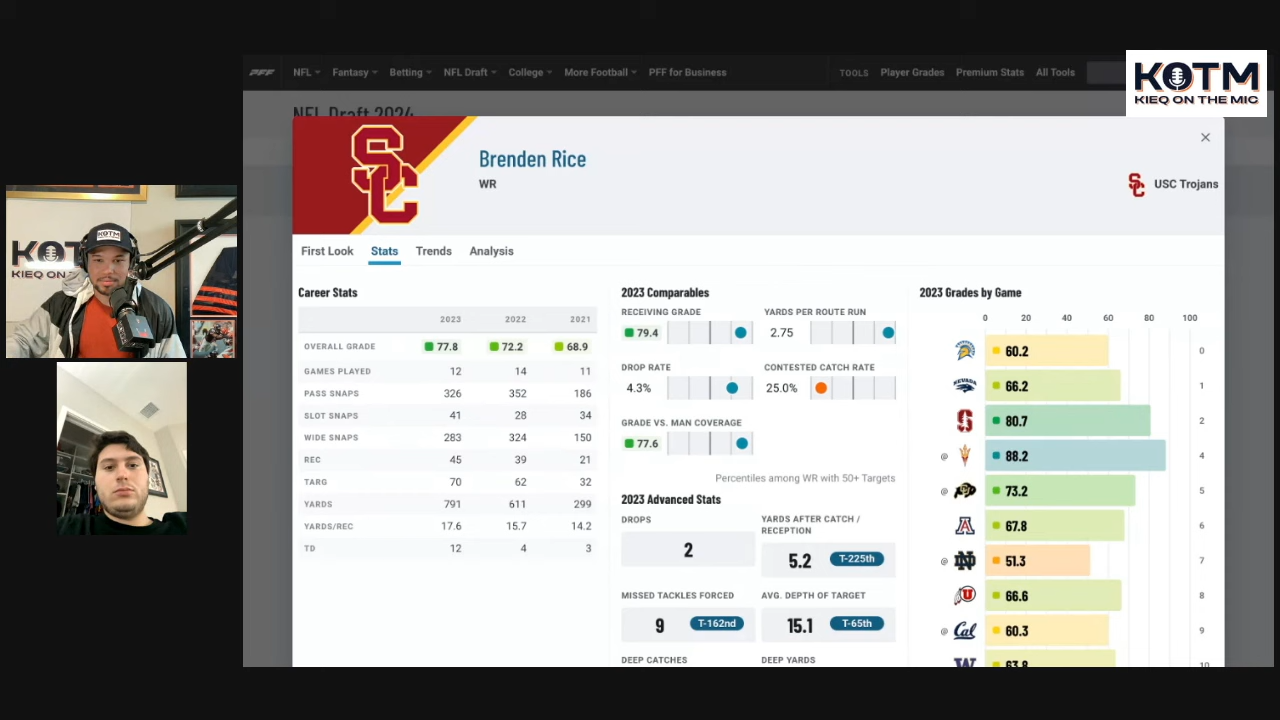 NFL Fantasy Betting NFL Draft College More Football PFF for Business TOOLS Player Grades Premium Stats All Tools
KOTM
KIEQ ON THE MIC
NFL Draft 2024
Brenden Rice
WR
USC Trojans
First Look Stats Trends Analysis
Career Stats
2023 2022 2021
OVERALL GRADE 77.8 72.2 68.9
GAMES PLAYED 12 14 11
PASS SNAPS 326 352 186
SLOT SNAPS 41 28 34
WIDE SNAPS 283 324 150
REC 45 39 21
TARG 70 62 32
YARDS 791 611 299
YARDS/REC 17.6 15.7 14.2
TD 12 4 3
2023 Comparables
RECEIVING GRADE YARDS PER ROUTE RUN
79.4 2.75
DROP RATE CONTESTED CATCH RATE
4.3% 25.0%
GRADE VS. MAN COVERAGE
77.6
Percentiles among WR with 50+ Targets
2023 Advanced Stats
DROPS
2
YARDS AFTER CATCH /
RECEPTION
5.2 T-225th
MISSED TACKLES FORCED AVG. DEPTH OF TARGET
9 T-162nd 15.1 T-65th
DEEP CATCHES DEEP YARDS
2023 Grades by Game
0 20 40 60 80 100
60.2 0
NEVADA 66.2 1
80.7 2
@ 88.2 4
@ 73.2 5
A 67.8 6
@ ND 51.3 7
U 66.6 8
@ Cal 60.3 9
W 63.8 10
KOTM
KOTM
KIEQ ON